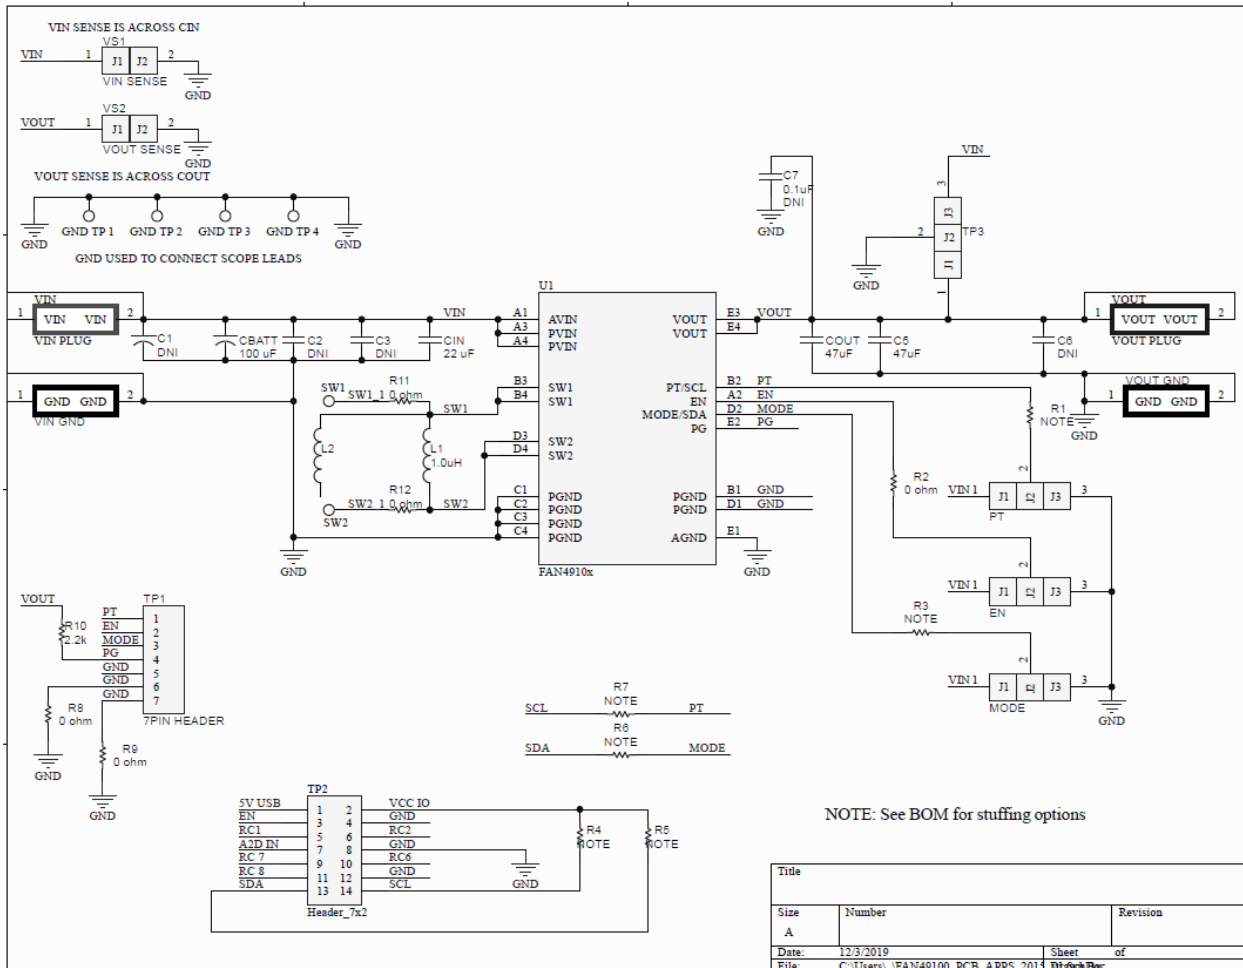 VIN SENSE IS ACROSS CIN
VS1
VIN 1 J1 J2 2
VIN SENSE
GND
VS2
VOUT 1 J1 J2 2
VOUT SENSE
GND
VOUT SENSE IS ACROSS COUT
GND GND TP 1 GND TP 2 GND TP 3 GND TP 4 GND
GND USED TO CONNECT SCOPE LEADS
VIN
1 VIN VIN 2
VIN PLUG
C1
DNI
CBATT
100 uF
C2
DNI
C3
DNI
CIN
22 uF
VIN
1 GND GND 2
VIN GND
SW1
SW1_1
R11
0 ohm
SW1
L2
L1
1.0uH
R12
SW2_1 0 ohm
SW2
SW2
GND
U1
A1 AVIN
A3 PVIN
A4 PVIN
B3 SW1
B4 SW1
D3 SW2
D4 SW2
C1 PGND
C2 PGND
C3 PGND
C4 PGND
VOUT E3 VOUT
VOUT E4
PT/SCL B2 PT
EN A2 EN
MODE/SDA D2 MODE
PG E2 PG
PGND B1 GND
PGND D1 GND
AGND E1
GND
FAN4910x
C7
0.1uF
DNI
GND
VIN
3
J3
2 J2 TP3
J1
1
GND
COUT
47uF
C5
47uF
C6
DNI
VOUT
1 VOUT VOUT 2
VOUT PLUG
VOUT GND
1 GND GND 2
GND
R1
NOTE
R2
0 ohm
2
VIN 1 J1 J2 J3 3
PT
2
VIN 1 J1 J2 J3 3
EN
R3
NOTE
2
VIN 1 J1 J2 J3 3
MODE
GND
VOUT
R10
2.2k
TP1
PT 1
EN 2
MODE 3
PG 4
GND 5
GND 6
GND 7
7PIN HEADER
R8
0 ohm
GND
R9
0 ohm
GND
R7
NOTE
SCL PT
R6
NOTE
SDA MODE
TP2
5V USB 1 2 VCC IO
EN 3 4 GND
RC1 5 6 RC2
A2D IN 7 8 GND
RC 7 9 10 RC6
RC 8 11 12 GND
SDA 13 14 SCL
Header_7x2
GND
R4
NOTE
R5
NOTE
NOTE: See BOM for stuffing options
Title
Size Number Revision
A
Date: 12/3/2019 Sheet of
File: C:\Users\